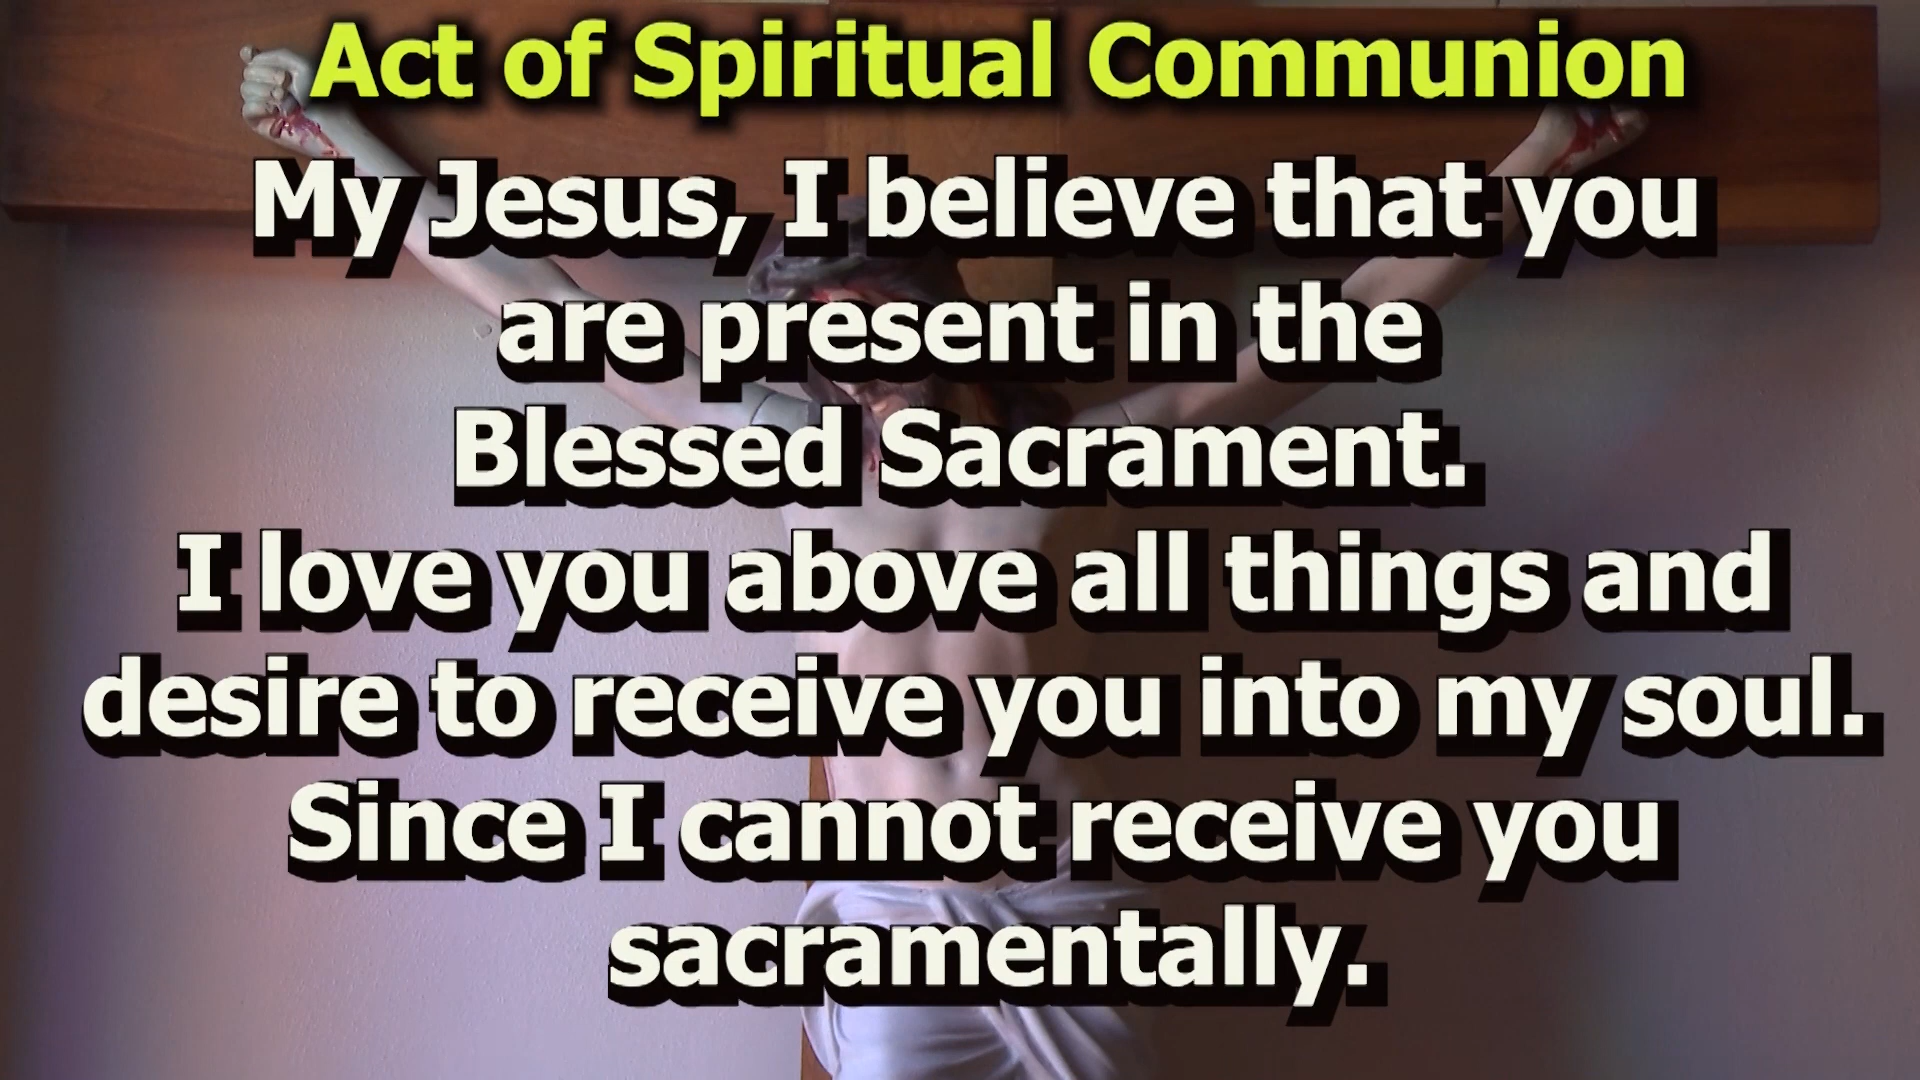 Act of Spiritual Communion
My Jesus, I believe that you
are present in the
Blessed Sacrament.
I love you above all things and
desire to receive you into my soul.
Since I cannot receive you
sacramentally.